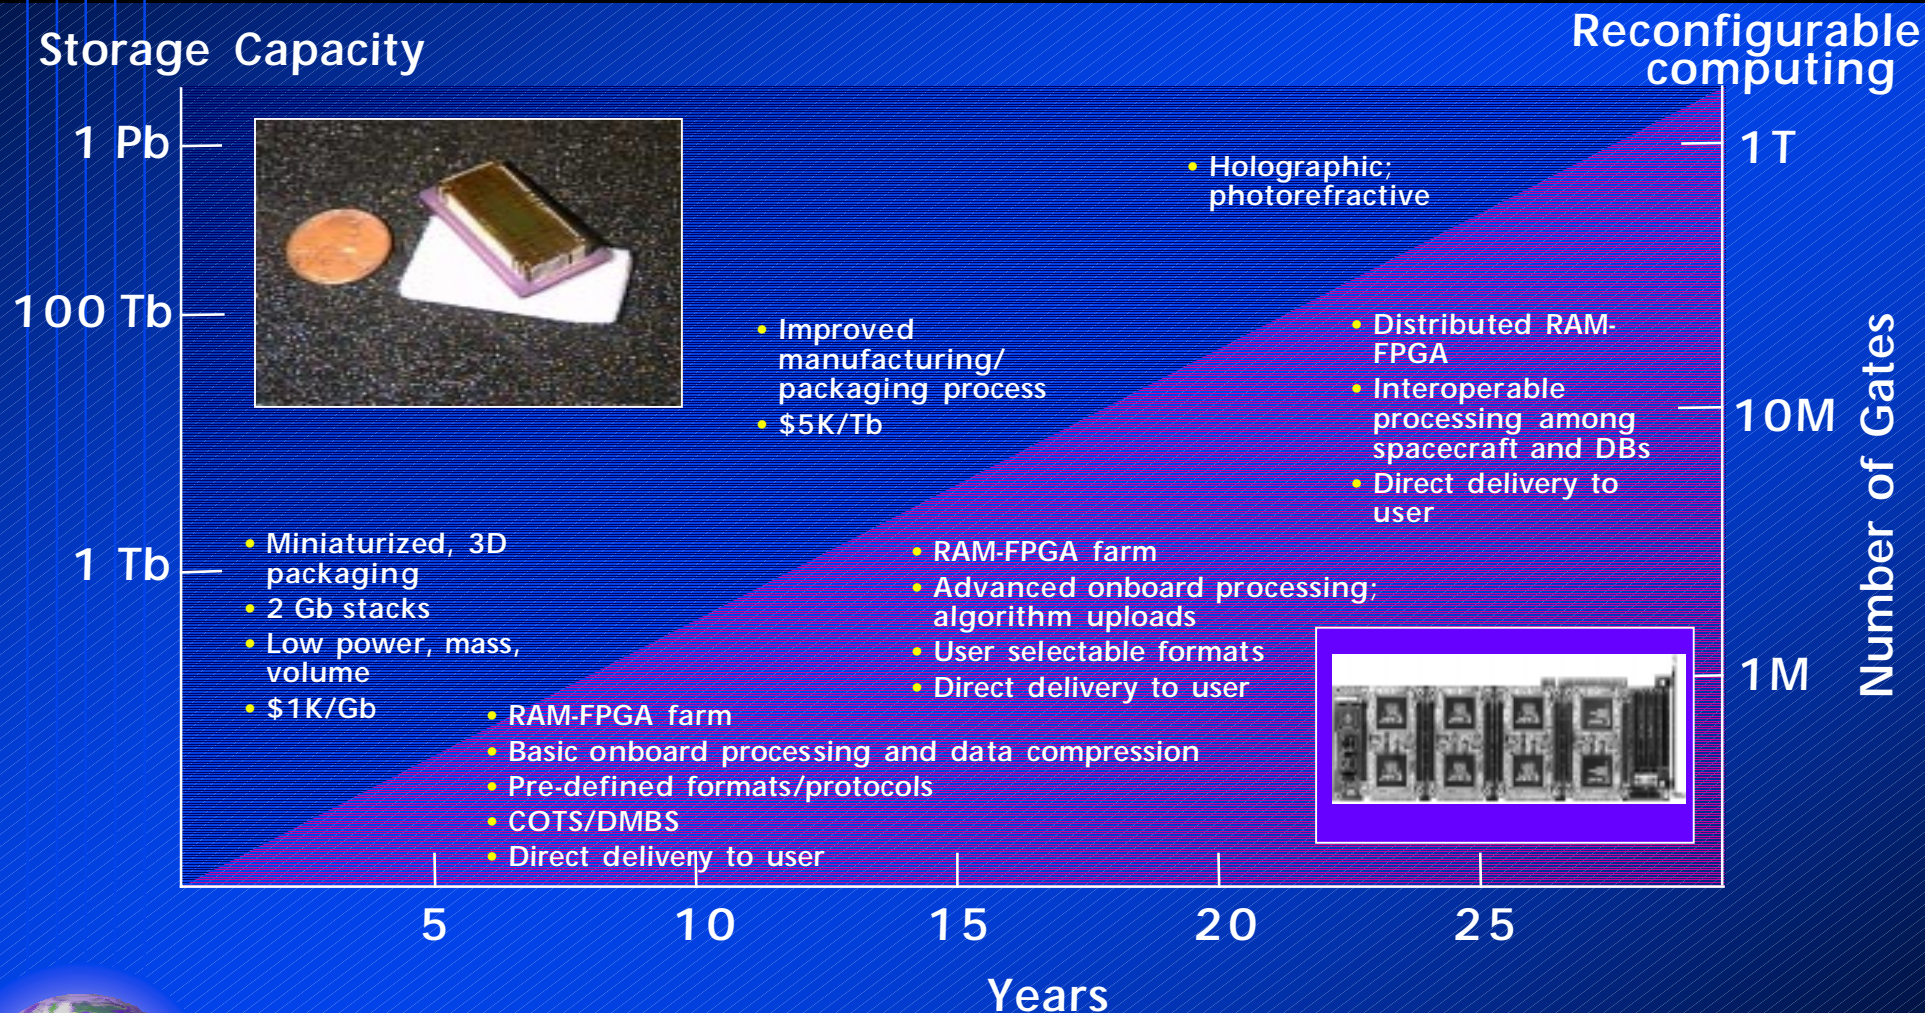 Storage Capacity
Reconfigurable
computing
1 Pb
100 Tb
1 Tb
1T
10M
1M
Number of Gates
• Holographic;
photorefractive
• Improved
manufacturing/
packaging process
• $5K/Tb
• Miniaturized, 3D
packaging
• 2 Gb stacks
• Low power, mass,
volume
• $1K/Gb
• Distributed RAM-
FPGA
• Interoperable
processing among
spacecraft and DBs
• Direct delivery to
user
• RAM-FPGA farm
• Advanced onboard processing;
algorithm uploads
• User selectable formats
• Direct delivery to user
• RAM-FPGA farm
• Basic onboard processing and data compression
• Pre-defined formats/protocols
• COTS/DMBS
• Direct delivery to user
5
10
15
20
25
Years